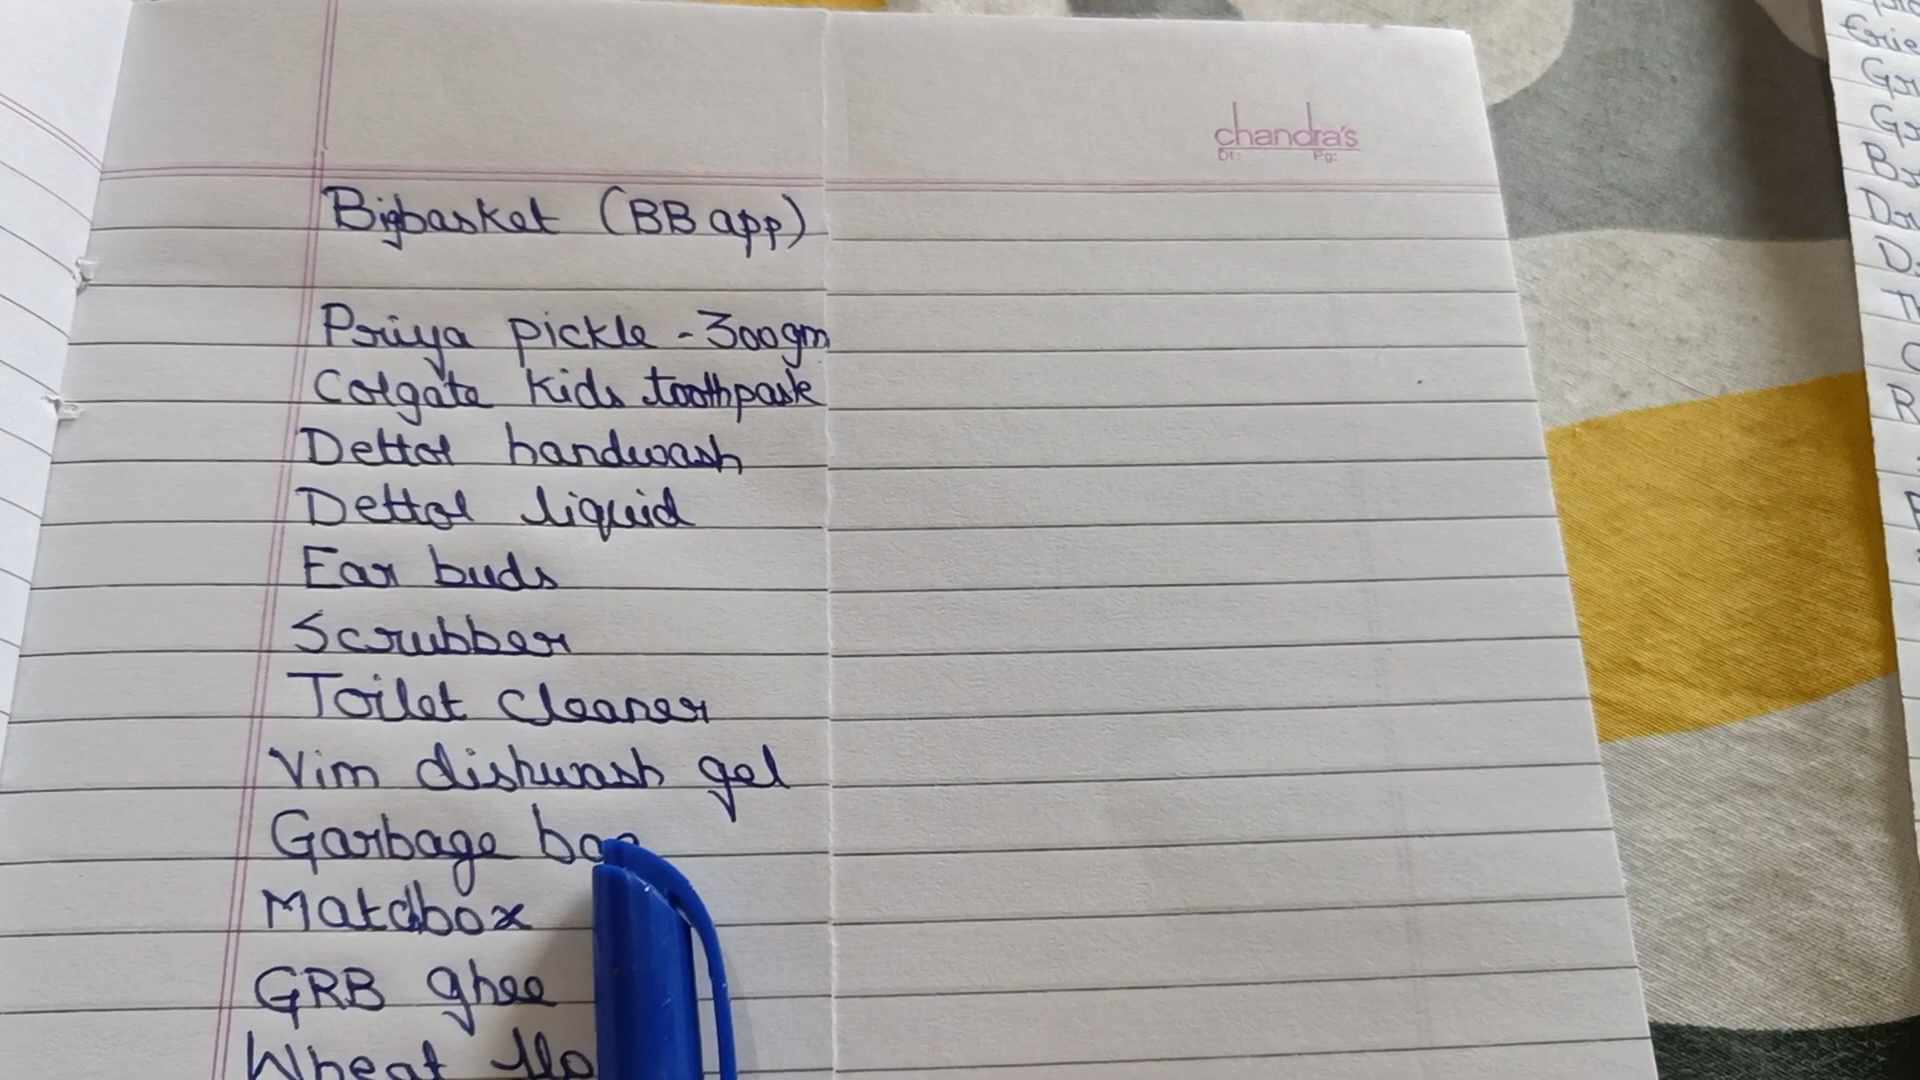 chandra's
Dt: Pg:
Bigbasket (BB app)
Priya pickle - 300gm
Colgate kids toothpaste
Dettol handwash
Dettol liquid
Ear buds
Scrubber
Toilet cleaner
Vim dishwash gel
Garbage
Matchbox
GRB ghee
Wheat